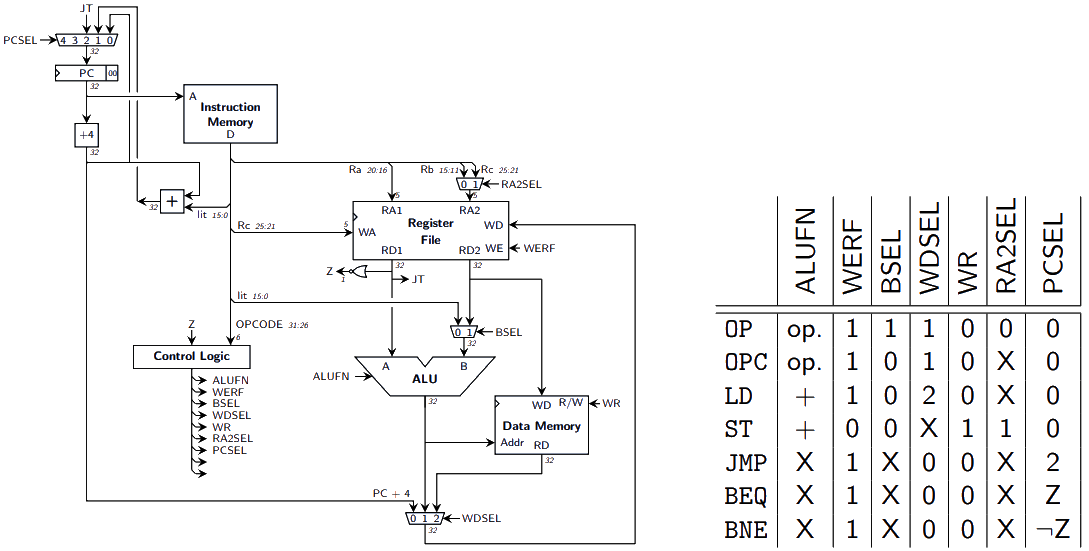 JT
PCSEL
4 3 2 1 0
32
PC
00
32
A
Instruction
Memory
D
+4
32
Ra 20:16
Rb 15:11
Rc 25:21
0 1
RA2SEL
5
5
+
32
lit 15:0
RA1
RA2
Register
File
WD
Rc 25:21
5
WA
RD1
RD2
WE
WERF
Z
1
32
32
JT
lit 15:0
Z
OPCODE 31:26
6
0 1
BSEL
32
Control Logic
A
B
ALUFN
ALU
32
ALUFN
WERF
BSEL
WDSEL
WR
RA2SEL
PCSEL
WD
R/W
WR
Data Memory
Addr
RD
32
PC + 4
0 1 2
WDSEL
32
ALUFN WERF BSEL WDSEL WR RA2SEL PCSEL
OP op. 1 1 1 0 0 0
OPC op. 1 0 1 0 X 0
LD + 1 0 2 0 X 0
ST + 0 0 X 1 1 0
JMP X 1 X 0 0 X 2
BEQ X 1 X 0 0 X Z
BNE X 1 X 0 0 X ¬Z